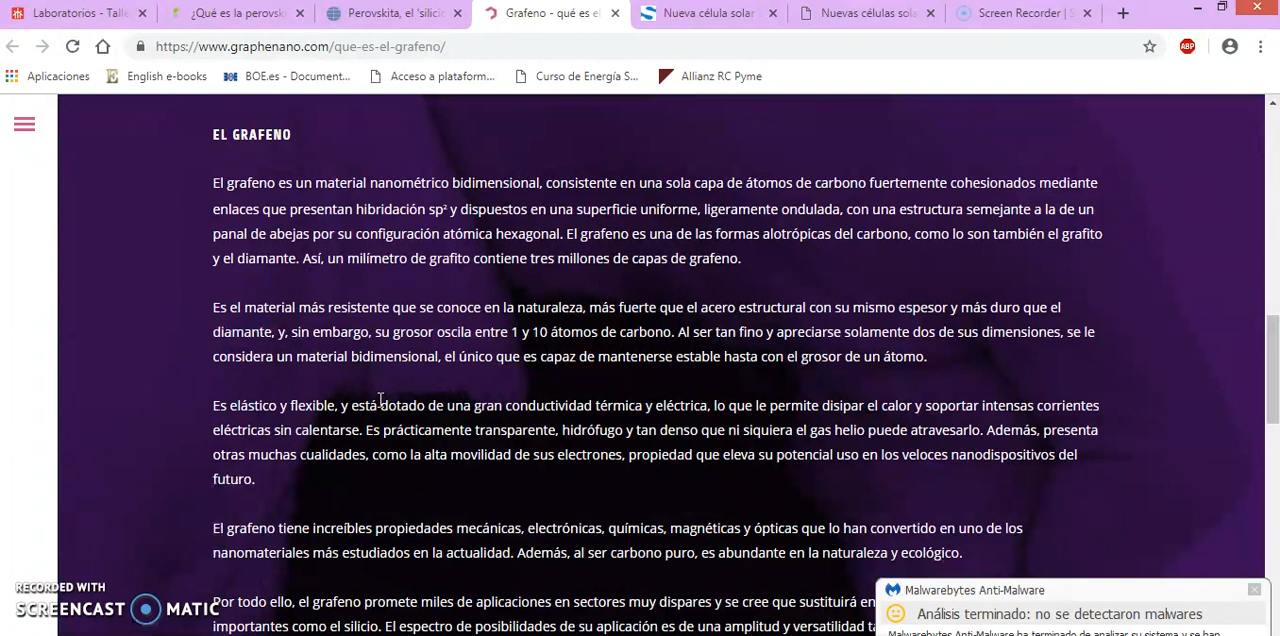 Laboratorios - Talle
¿Qué es la perovsk
Perovskita, el 'silicio
Grafeno - qué es el
Nueva célula solar
Nuevas células sola
Screen Recorder | S
https://www.graphenano.com/que-es-el-grafeno/
ABP
Aplicaciones
English e-books
BOE.es - Document...
Acceso a plataform...
Curso de Energía S...
Allianz RC Pyme
EL GRAFENO
El grafeno es un material nanométrico bidimensional, consistente en una sola capa de átomos de carbono fuertemente cohesionados mediante
enlaces que presentan hibridación sp² y dispuestos en una superficie uniforme, ligeramente ondulada, con una estructura semejante a la de un
panal de abejas por su configuración atómica hexagonal. El grafeno es una de las formas alotrópicas del carbono, como lo son también el grafito
y el diamante. Así, un milímetro de grafito contiene tres millones de capas de grafeno.
Es el material más resistente que se conoce en la naturaleza, más fuerte que el acero estructural con su mismo espesor y más duro que el
diamante, y, sin embargo, su grosor oscila entre 1 y 10 átomos de carbono. Al ser tan fino y apreciarse solamente dos de sus dimensiones, se le
considera un material bidimensional, el único que es capaz de mantenerse estable hasta con el grosor de un átomo.
Es elástico y flexible, y está dotado de una gran conductividad térmica y eléctrica, lo que le permite disipar el calor y soportar intensas corrientes
eléctricas sin calentarse. Es prácticamente transparente, hidrófugo y tan denso que ni siquiera el gas helio puede atravesarlo. Además, presenta
otras muchas cualidades, como la alta movilidad de sus electrones, propiedad que eleva su potencial uso en los veloces nanodispositivos del
futuro.
El grafeno tiene increíbles propiedades mecánicas, electrónicas, químicas, magnéticas y ópticas que lo han convertido en uno de los
nanomateriales más estudiados en la actualidad. Además, al ser carbono puro, es abundante en la naturaleza y ecológico.
Por todo ello, el grafeno promete miles de aplicaciones en sectores muy dispares y se cree que sustituirá en
importantes como el silicio. El espectro de posibilidades de su aplicación es de una amplitud y versatilidad ta
RECORDED WITH
SCREENCAST MATIC
Malwarebytes Anti-Malware
Análisis terminado: no se detectaron malwares
Malwarebytes Anti-Malware ha terminado de analizar su sistema y se han